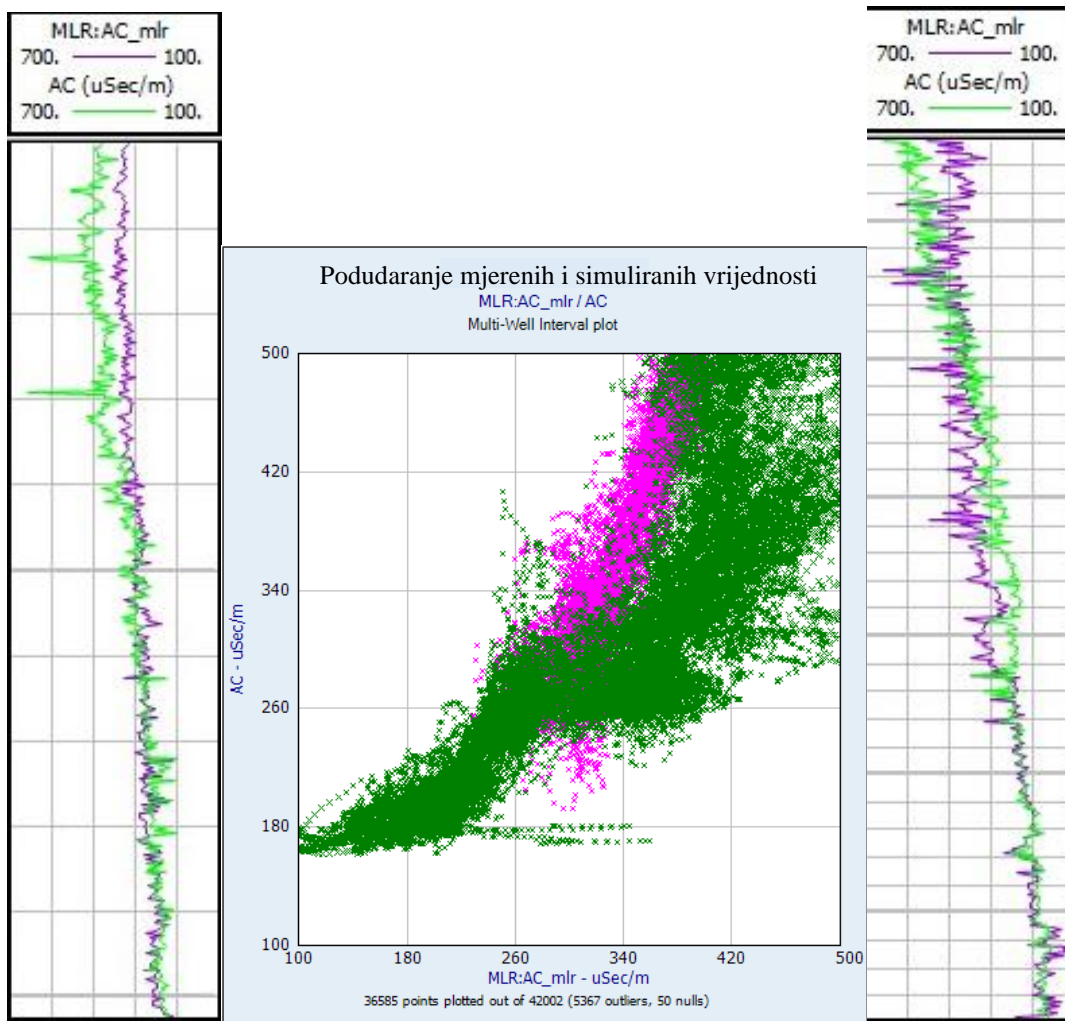 MLR:AC_mlr
700. 100.
AC (uSec/m)
700. 100.
MLR:AC_mlr
700. 100.
AC (uSec/m)
700. 100.
Podudaranje mjerenih i simuliranih vrijednosti
MLR:AC_mlr / AC
Multi-Well Interval plot
500
420
340
260
180
100
AC - uSec/m
100 180 260 340 420 500
MLR:AC_mlr - uSec/m
36585 points plotted out of 42002 (5367 outliers, 50 nulls)